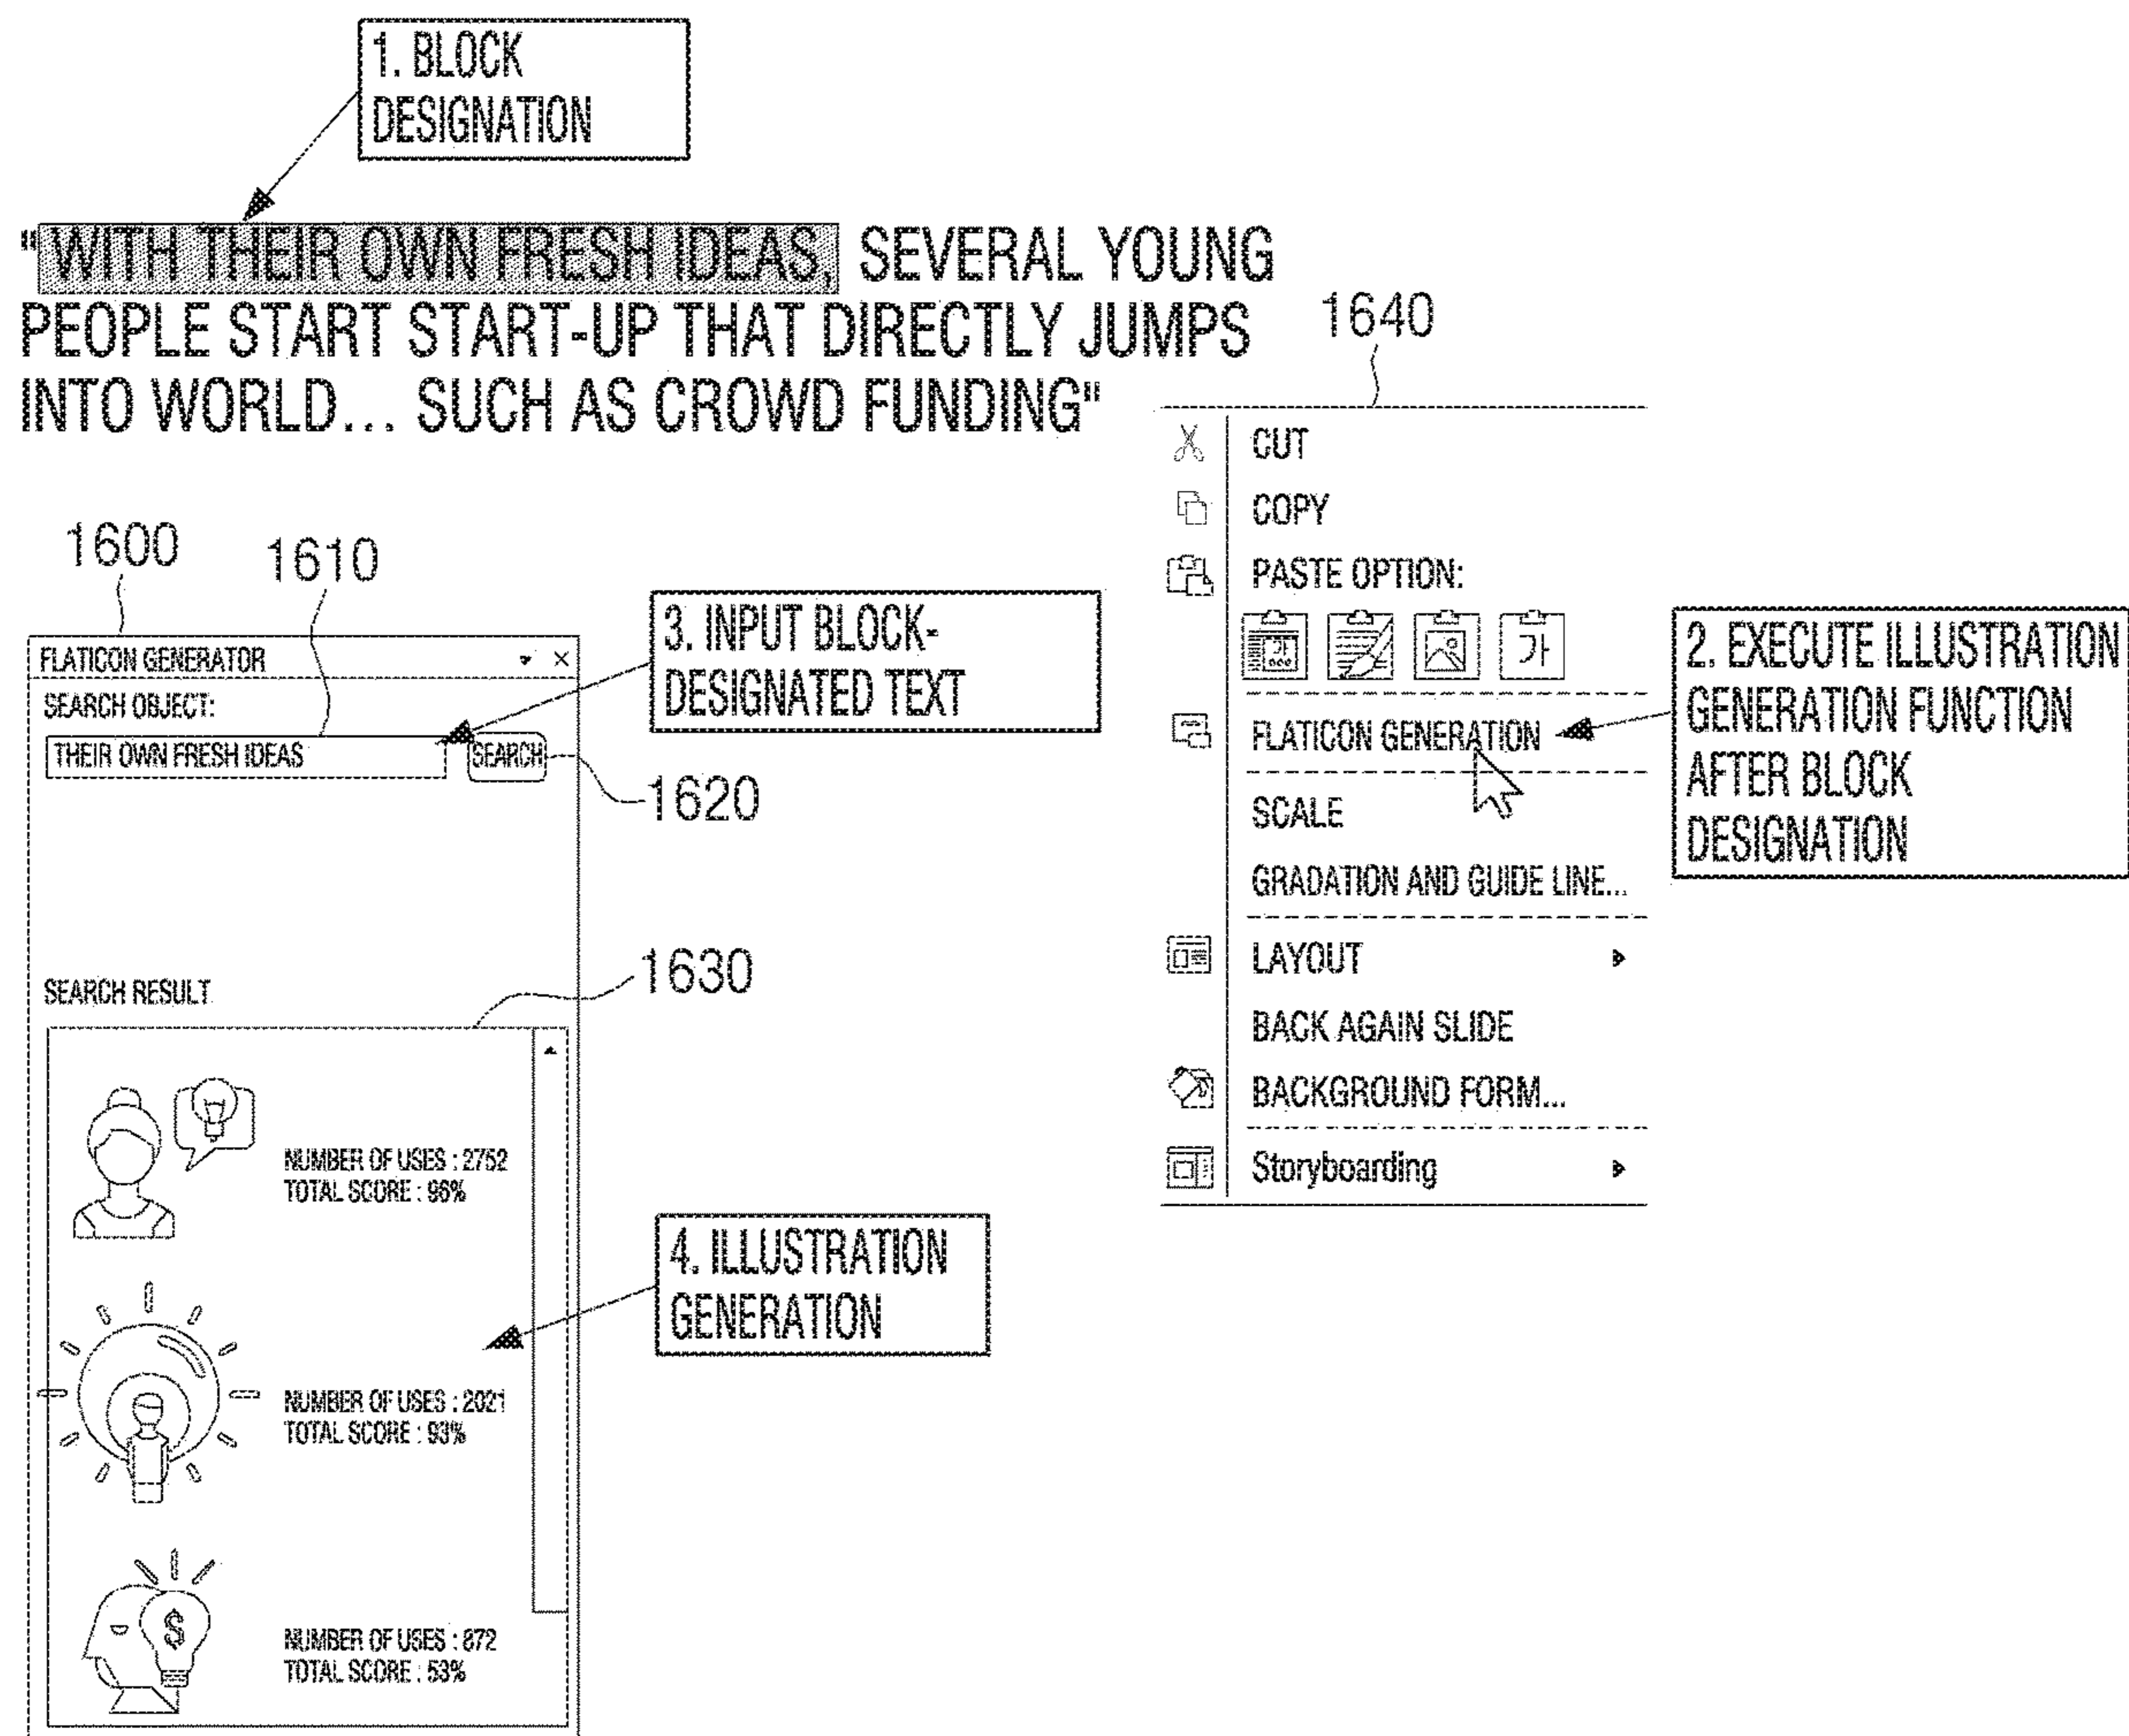 1. BLOCK
DESIGNATION
"WITH THEIR OWN FRESH IDEAS, SEVERAL YOUNG
PEOPLE START START-UP THAT DIRECTLY JUMPS
INTO WORLD... SUCH AS CROWD FUNDING"
1640
CUT
COPY
PASTE OPTION:
가
가
FLATICON GENERATION
SCALE
GRADATION AND GUIDE LINE...
LAYOUT
BACK AGAIN SLIDE
BACKGROUND FORM...
Storyboarding
2. EXECUTE ILLUSTRATION
GENERATION FUNCTION
AFTER BLOCK
DESIGNATION
1600
1610
FLATICON GENERATOR
SEARCH OBJECT:
THEIR OWN FRESH IDEAS
SEARCH
1620
3. INPUT BLOCK-
DESIGNATED TEXT
SEARCH RESULT
1630
NUMBER OF USES : 2752
TOTAL SCORE : 96%
NUMBER OF USES : 2021
TOTAL SCORE : 93%
$
NUMBER OF USES : 872
TOTAL SCORE : 53%
4. ILLUSTRATION
GENERATION